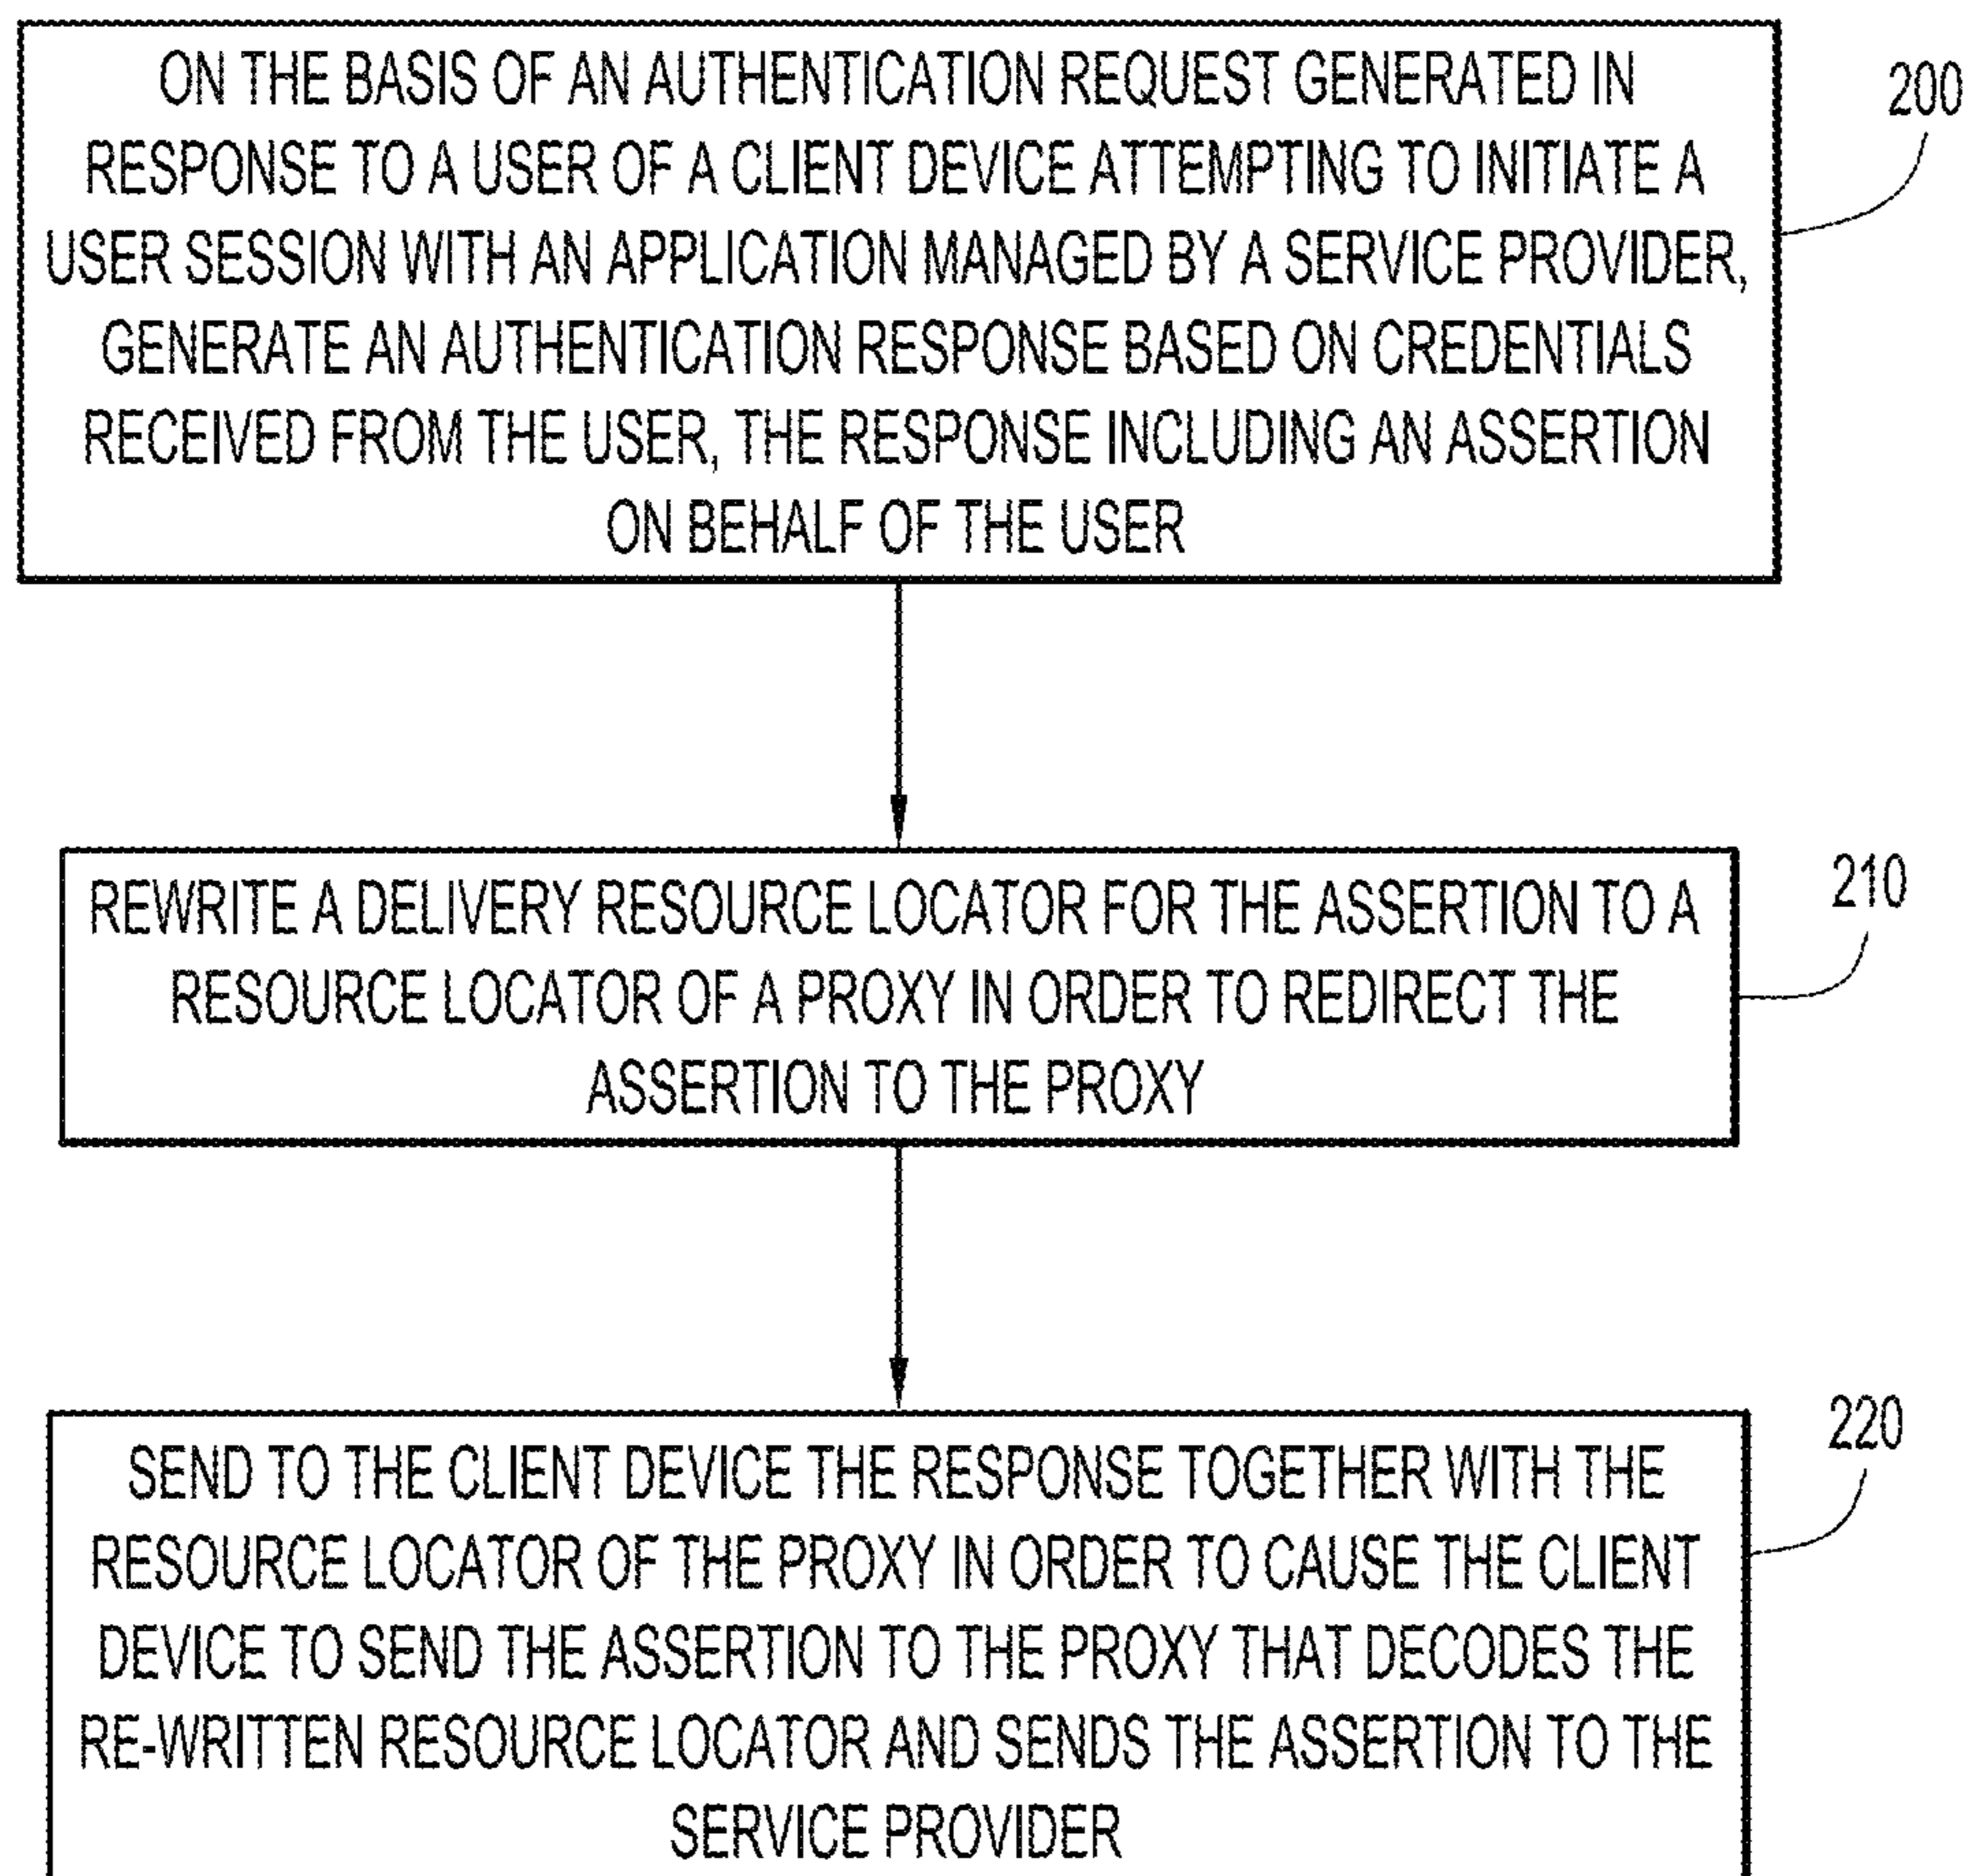 ON THE BASIS OF AN AUTHENTICATION REQUEST GENERATED IN
RESPONSE TO A USER OF A CLIENT DEVICE ATTEMPTING TO INITIATE A
USER SESSION WITH AN APPLICATION MANAGED BY A SERVICE PROVIDER,
GENERATE AN AUTHENTICATION RESPONSE BASED ON CREDENTIALS
RECEIVED FROM THE USER, THE RESPONSE INCLUDING AN ASSERTION
ON BEHALF OF THE USER
200
REWRITE A DELIVERY RESOURCE LOCATOR FOR THE ASSERTION TO A
RESOURCE LOCATOR OF A PROXY IN ORDER TO REDIRECT THE
ASSERTION TO THE PROXY
210
SEND TO THE CLIENT DEVICE THE RESPONSE TOGETHER WITH THE
RESOURCE LOCATOR OF THE PROXY IN ORDER TO CAUSE THE CLIENT
DEVICE TO SEND THE ASSERTION TO THE PROXY THAT DECODES THE
RE-WRITTEN RESOURCE LOCATOR AND SENDS THE ASSERTION TO THE
SERVICE PROVIDER
220